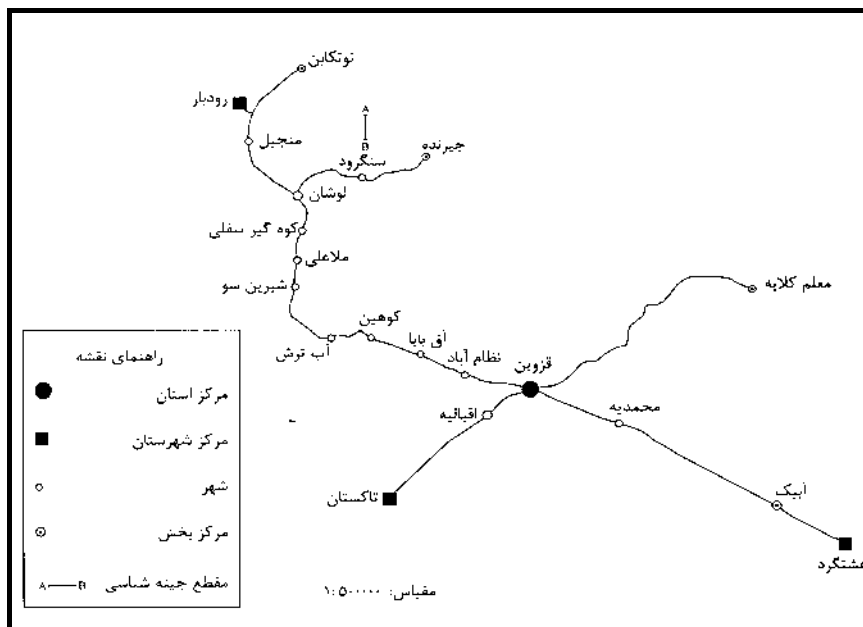 توتکابن
رودبار
A
منجیل
B
جیرنده
سنگرود
لوشان
کوه گیر سفلی
ملاعلی
شیرین سو
معلم کلایه
کوهین
آب ترش
آق بابا
نظام آباد
قزوین
اقبالیه
محمدیه
تاکستان
آبیک
هشتگرد
راهنمای نقشه
مرکز استان
مرکز شهرستان
شهر
مرکز بخش
A B مقطع چینه شناسی
مقیاس: ۱:۵۰۰۰۰۰